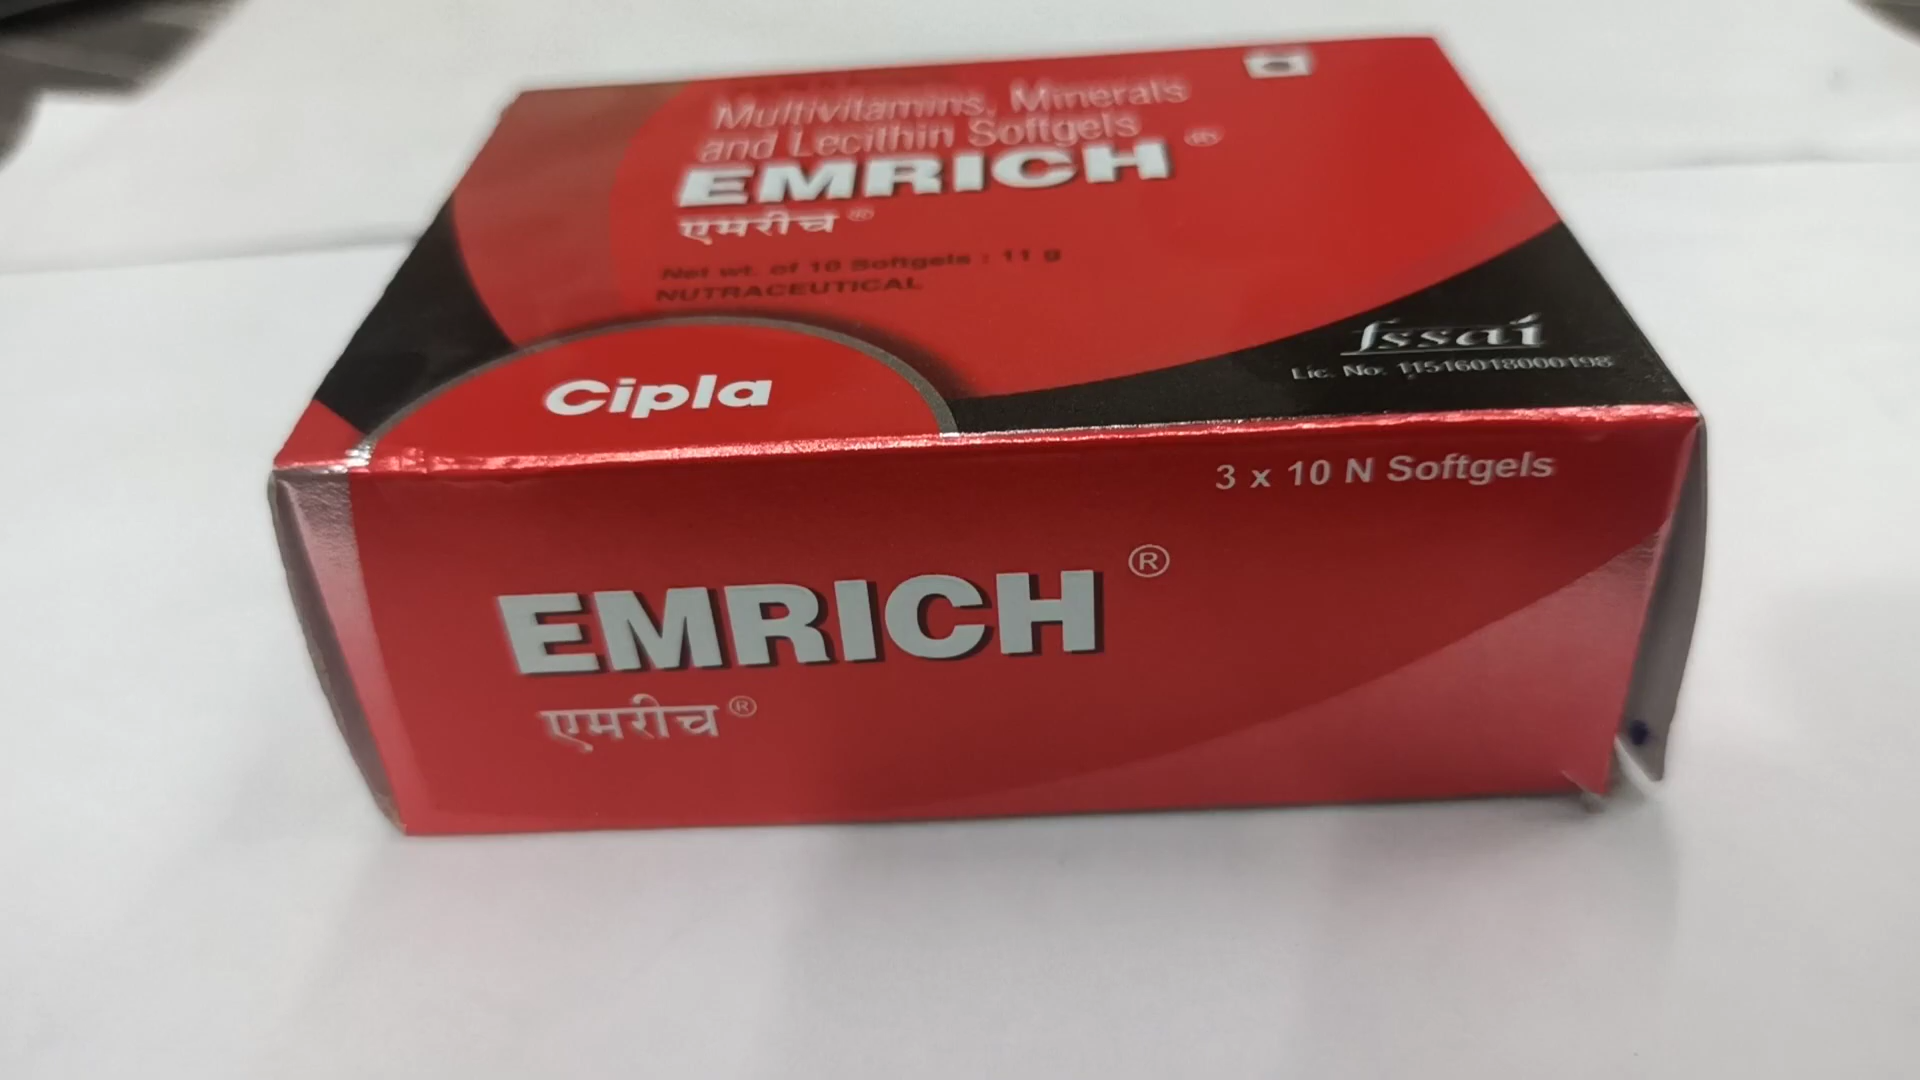 Multivitamins, Minerals
and Lecithin Softgels
EMRICH ®
एमरीच ®
Net wt. of 10 Softgels : 11 g
NUTRACEUTICAL
Cipla
fssai
Lic. No. 11516018000198
3 x 10 N Softgels
EMRICH ®
एमरीच ®